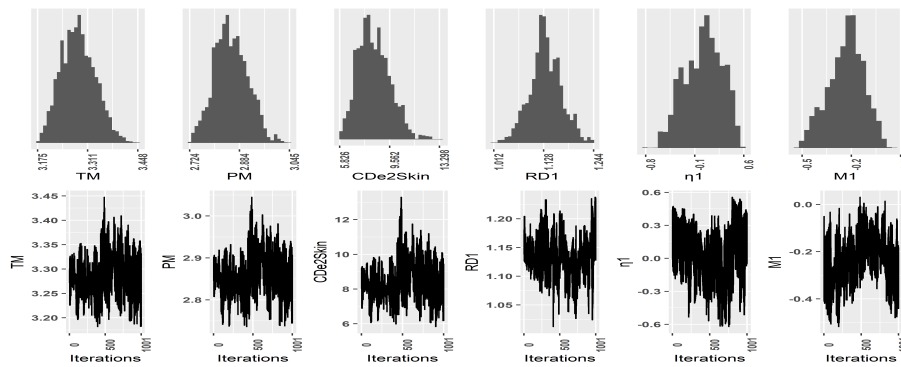 3.175 3.311 3.448
TM
2.724 2.884 3.045
PM
5.826 9.562 13.298
CDe2Skin
1.012 1.128 1.244
RD1
-0.8 -0.1 0.6
η1
-0.5 -0.2
M1
TM
3.45
3.40
3.35
3.30
3.25
3.20
0 500 1001
Iterations
PM
3.0
2.9
2.8
0 500 1001
Iterations
CDe2Skin
12
10
8
6
0 500 1001
Iterations
RD1
1.20
1.15
1.10
1.05
0 500 1001
Iterations
η1
0.6
0.3
0.0
-0.3
-0.6
0 500 1001
Iterations
M1
0.0
-0.2
-0.4
0 500 1001
Iterations